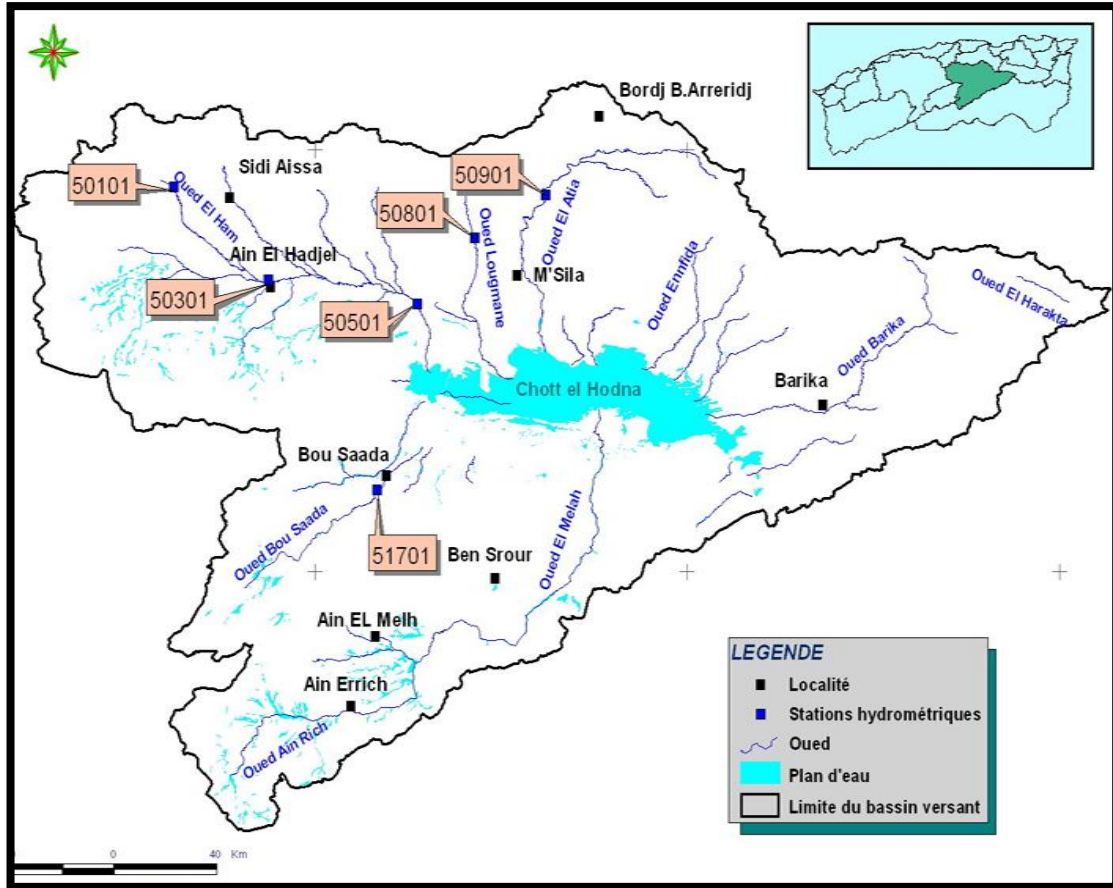 Bordj B.Arreridj
50101
Sidi Aissa
50901
Oued El Ham
50801
Oued El Atia
Oued Lougmane
Ain El Hadjel
M'Sila
Oued Ennfida
Oued El Harakta
50301
50501
Oued Barika
Chott el Hodna
Barika
Bou Saada
Oued Bou Saada
51701
Ben Srour
Oued El Melah
Ain EL Melh
Ain Errich
Oued Ain Rich
LEGENDE
Localité
Stations hydrométriques
Oued
Plan d'eau
Limite du bassin versant
0 40 Km